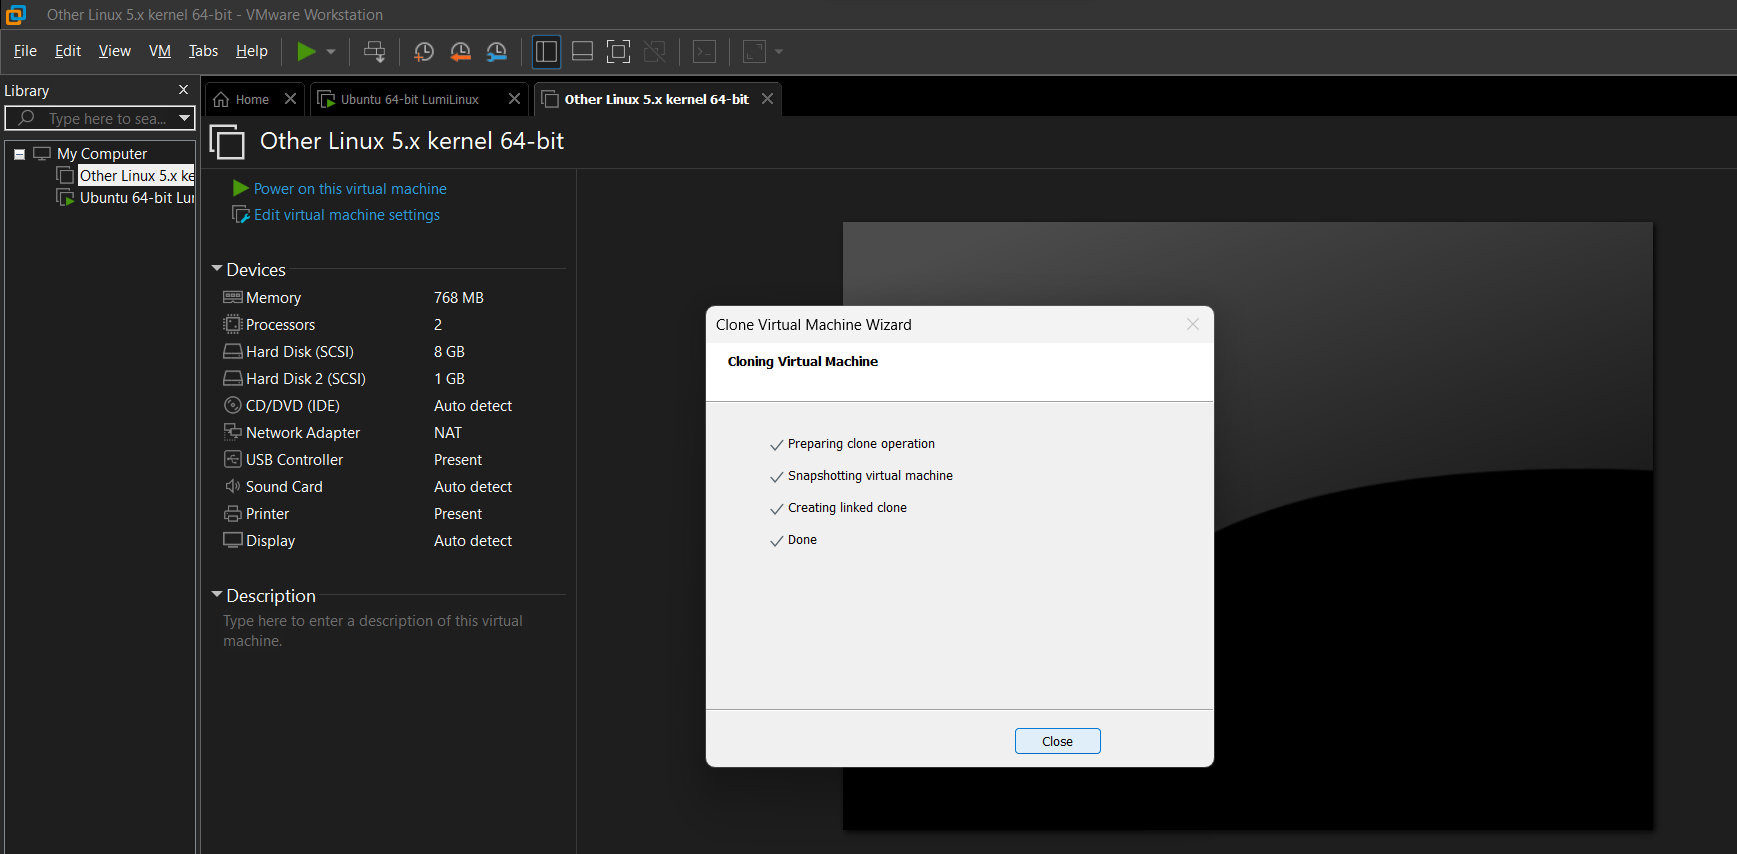 Other Linux 5.x kernel 64-bit - VMware Workstation
File Edit View VM Tabs Help
Library
Type here to sea...
My Computer
Other Linux 5.x ke
Ubuntu 64-bit Lur
Home
Ubuntu 64-bit LumiLinux
Other Linux 5.x kernel 64-bit
Other Linux 5.x kernel 64-bit
Power on this virtual machine
Edit virtual machine settings
Devices
Memory 768 MB
Processors 2
Hard Disk (SCSI) 8 GB
Hard Disk 2 (SCSI) 1 GB
CD/DVD (IDE) Auto detect
Network Adapter NAT
USB Controller Present
Sound Card Auto detect
Printer Present
Display Auto detect
Description
Type here to enter a description of this virtual
machine.
Clone Virtual Machine Wizard
Cloning Virtual Machine
Preparing clone operation
Snapshotting virtual machine
Creating linked clone
Done
Close